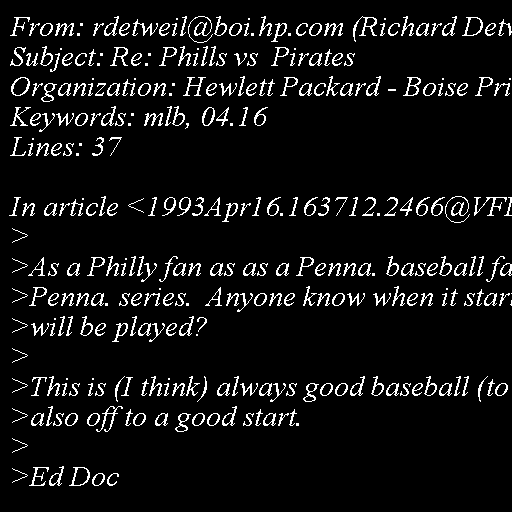 From: rdetweil@boi.hp.com (Richard Detw
Subject: Re: Phills vs  Pirates
Organization: Hewlett Packard - Boise Pri
Keywords: mlb, 04.16
Lines: 37

In article <1993Apr16.163712.2466@VFL
>
>As a Philly fan as as a Penna. baseball fa
>Penna. series.  Anyone know when it start
>will be played?
>
>This is (I think) always good baseball (to
>also off to a good start.
>
>Ed Doc